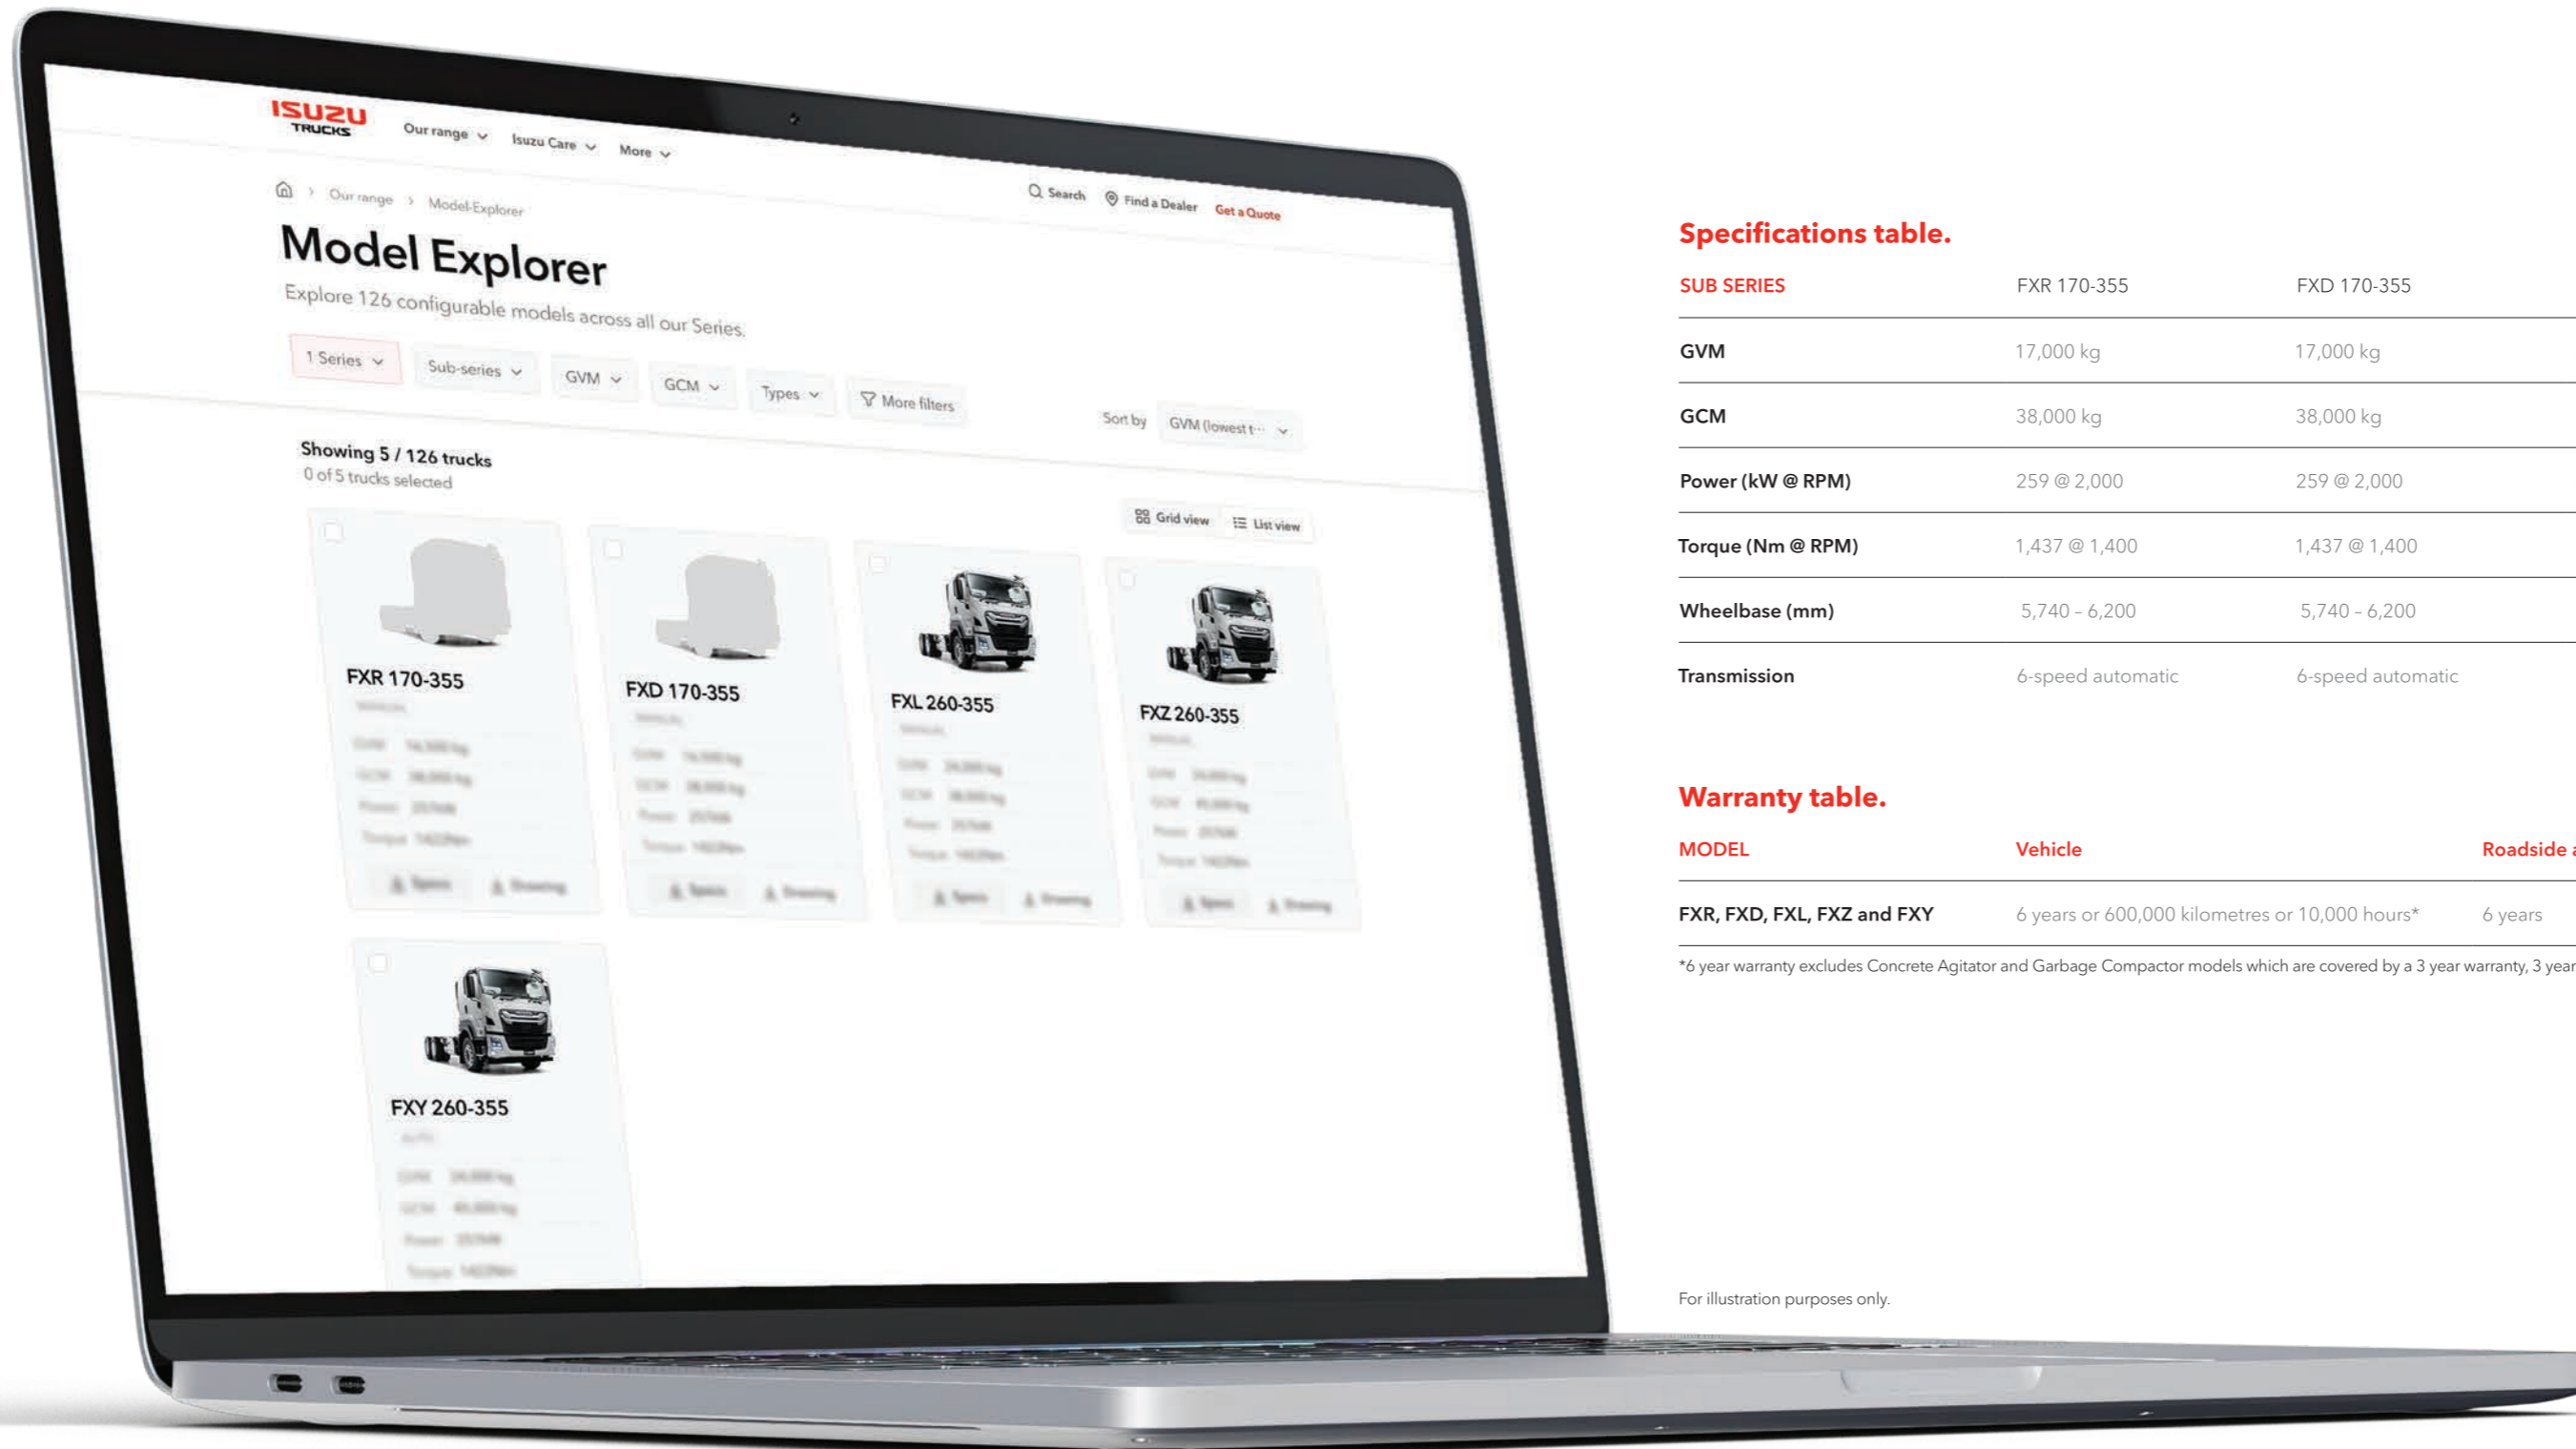 ISUZU
TRUCKS
Our range
Isuzu Care
More
Search
Find a Dealer
Get a Quote
Our range
Model-Explorer
Model Explorer
Explore 126 configurable models across all our Series.
1 Series
Sub-series
GVM
GCM
Types
More filters
Sort by
GVM (lowest t···
Showing 5 / 126 trucks
0 of 5 trucks selected
Grid view
List view
FXR 170-355
FXD 170-355
FXL 260-355
FXZ 260-355
FXY 260-355
Specifications table.
SUB SERIES FXR 170-355 FXD 170-355
GVM 17,000 kg 17,000 kg
GCM 38,000 kg 38,000 kg
Power (kW @ RPM) 259 @ 2,000 259 @ 2,000
Torque (Nm @ RPM) 1,437 @ 1,400 1,437 @ 1,400
Wheelbase (mm) 5,740 – 6,200 5,740 – 6,200
Transmission 6-speed automatic 6-speed automatic
Warranty table.
MODEL Vehicle Roadside
FXR, FXD, FXL, FXZ and FXY 6 years or 600,000 kilometres or 10,000 hours* 6 years
*6 year warranty excludes Concrete Agitator and Garbage Compactor models which are covered by a 3 year warranty, 3 year
For illustration purposes only.